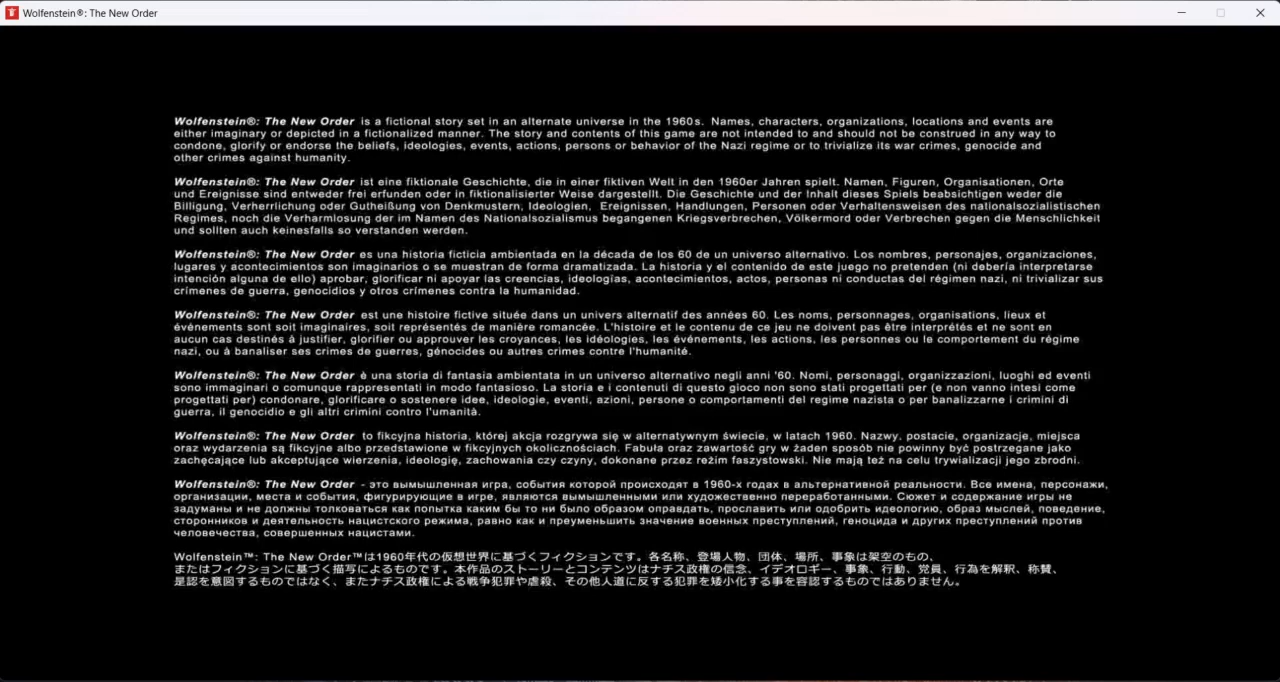 Wolfenstein®: The New Order
Wolfenstein®: The New Order is a fictional story set in an alternate universe in the 1960s. Names, characters, organizations, locations and events are
either imaginary or depicted in a fictionalized manner. The story and contents of this game are not intended to and should not be construed in any way to
condone, glorify or endorse the beliefs, ideologies, events, actions, persons or behavior of the Nazi regime or to trivialize its war crimes, genocide and
other crimes against humanity.
Wolfenstein®: The New Order ist eine fiktionale Geschichte, die in einer fiktiven Welt in den 1960er Jahren spielt. Namen, Figuren, Organisationen, Orte
und Ereignisse sind entweder frei erfunden oder in fiktionalisierter Weise dargestellt. Die Geschichte und der Inhalt dieses Spiels beabsichtigen weder die
Billigung, Verherrlichung oder Gutheißung von Denkmustern, Ideologien, Ereignissen, Handlungen, Personen oder Verhaltensweisen des nationalsozialistischen
Regimes, noch die Verharmlosung der im Namen des Nationalsozialismus begangenen Kriegsverbrechen, Völkermord oder Verbrechen gegen die Menschlichkeit
und sollten auch keinesfalls so verstanden werden.
Wolfenstein®: The New Order es una historia ficticia ambientada en la década de los 60 de un universo alternativo. Los nombres, personajes, organizaciones,
lugares y acontecimientos son imaginarios o se muestran de forma dramatizada. La historia y el contenido de este juego no pretenden (ni debería interpretarse
intención alguna de ello) aprobar, glorificar ni apoyar las creencias, ideologías, acontecimientos, actos, personas ni conductas del régimen nazi, ni trivializar sus
crímenes de guerra, genocidios y otros crímenes contra la humanidad.
Wolfenstein®: The New Order est une histoire fictive située dans un univers alternatif des années 60. Les noms, personnages, organisations, lieux et
événements sont soit imaginaires, soit représentés de manière romancée. L'histoire et le contenu de ce jeu ne doivent pas être interprétés et ne sont en
aucun cas destinés à justifier, glorifier ou approuver les croyances, les idéologies, les événements, les actions, les personnes ou le comportement du régime
nazi, ou à banaliser ses crimes de guerres, génocides ou autres crimes contre l'humanité.
Wolfenstein®: The New Order è una storia di fantasia ambientata in un universo alternativo negli anni '60. Nomi, personaggi, organizzazioni, luoghi ed eventi
sono immaginari o comunque rappresentati in modo fantasioso. La storia e i contenuti di questo gioco non sono stati progettati per (e non vanno intesi come
progettati per) condonare, glorificare o sostenere idee, ideologie, eventi, azioni, persone o comportamenti del regime nazista o per banalizzarne i crimini di
guerra, il genocidio e gli altri crimini contro l'umanità.
Wolfenstein®: The New Order to fikcyjna historia, której akcja rozgrywa się w alternatywnym świecie, w latach 1960. Nazwy, postacie, organizacje, miejsca
oraz wydarzenia są fikcyjne albo przedstawione w fikcyjnych okolicznościach. Fabuła oraz zawartość gry w żaden sposób nie powinny być postrzegane jako
zachęcające lub akceptujące wierzenia, ideologię, zachowania czy czyny, dokonane przez reżim faszystowski. Nie mają też na celu trywializacji jego zbrodni.
Wolfenstein®: The New Order - это вымышленная игра, события которой происходят в 1960-х годах в альтернативной реальности. Все имена, персонажи,
организации, места и события, фигурирующие в игре, являются вымышленными или художественно переработанными. Сюжет и содержание игры не
задуманы и не должны толковаться как попытка каким бы то ни было образом оправдать, прославить или одобрить идеологию, образ мыслей, поведение,
сторонников и деятельность нацистского режима, равно как и преуменьшить значение военных преступлений, геноцида и других преступлений против
человечества, совершенных нацистами.
Wolfenstein™: The New Order™は1960年代の仮想世界に基づくフィクションです。各名称、登場人物、団体、場所、事象は架空のもの、
またはフィクションに基づく描写によるものです。本作品のストーリーとコンテンツはナチス政権の信念、イデオロギー、事象、行動、党員、行為を解釈、称賛、
是認を意図するものではなく、またナチス政権による戦争犯罪や虐殺、その他人道に反する犯罪を矮小化する事を容認するものではありません。